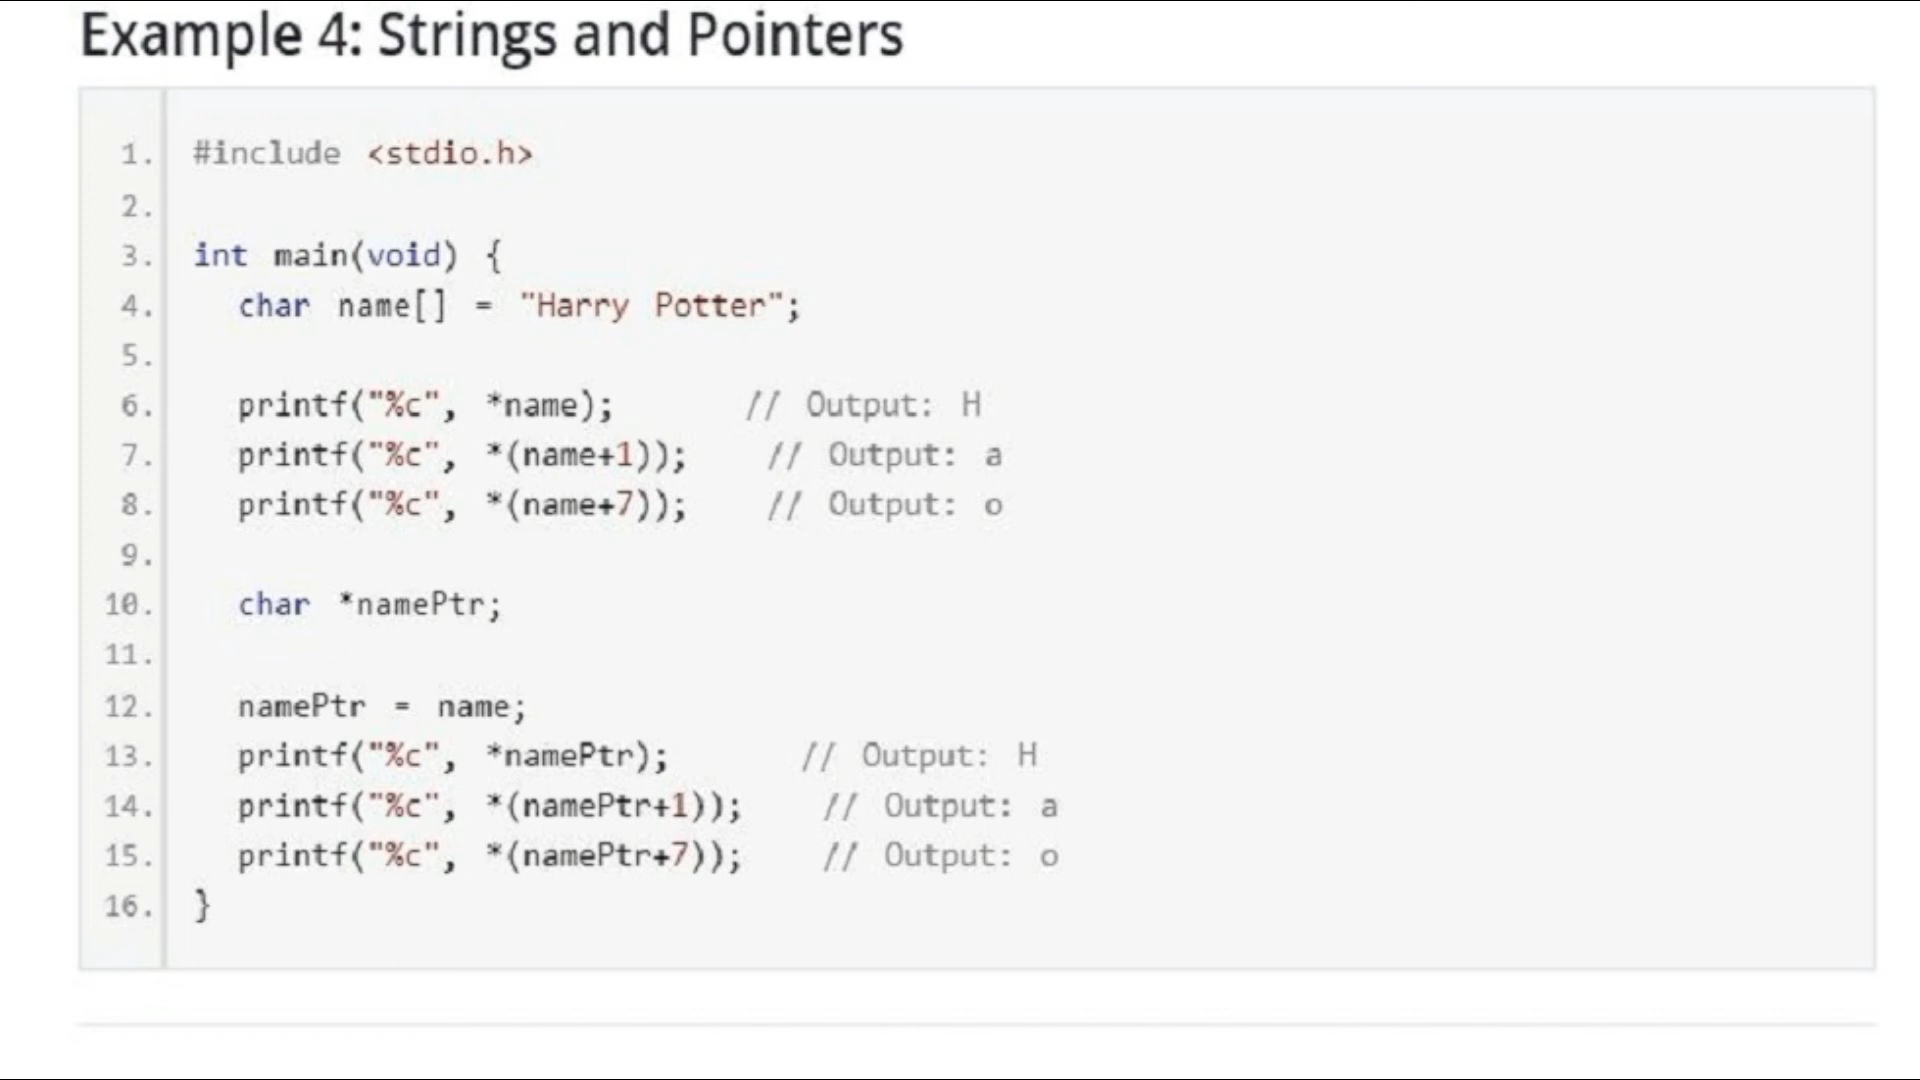 Example 4: Strings and Pointers
1. #include <stdio.h>
2.
3. int main(void) {
4. char name[] = "Harry Potter";
5.
6. printf("%c", *name); // Output: H
7. printf("%c", *(name+1)); // Output: a
8. printf("%c", *(name+7)); // Output: o
9.
10. char *namePtr;
11.
12. namePtr = name;
13. printf("%c", *namePtr); // Output: H
14. printf("%c", *(namePtr+1)); // Output: a
15. printf("%c", *(namePtr+7)); // Output: o
16. }